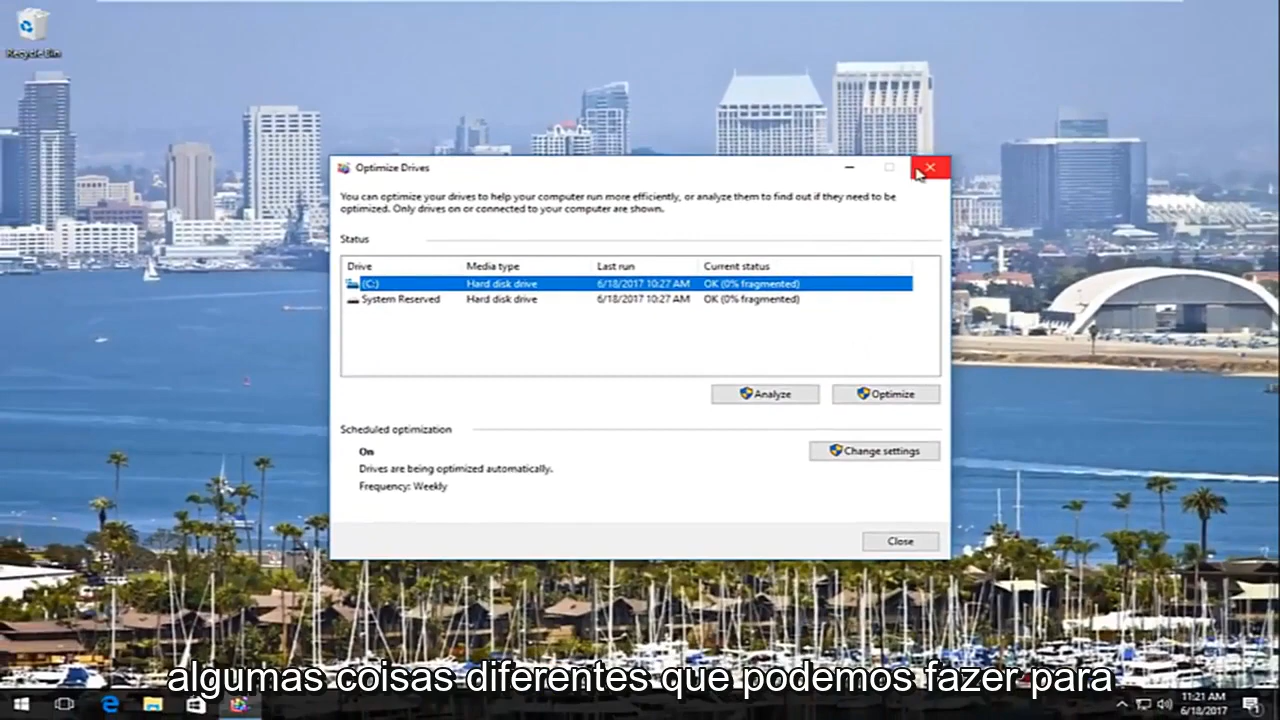 Recycle Bin
Optimize Drives
You can optimize your drives to help your computer run more efficiently, or analyze them to find out if they need to be
optimized. Only drives on or connected to your computer are shown.
Status
Drive Media type Last run Current status
(C:) Hard disk drive 6/18/2017 10:27 AM OK (0% fragmented)
System Reserved Hard disk drive 6/18/2017 10:27 AM OK (0% fragmented)
Analyze Optimize
Scheduled optimization
On
Change settings
Drives are being optimized automatically.
Frequency: Weekly
Close
algumas coisas diferentes que podemos fazer para
11:21 AM
6/18/2017